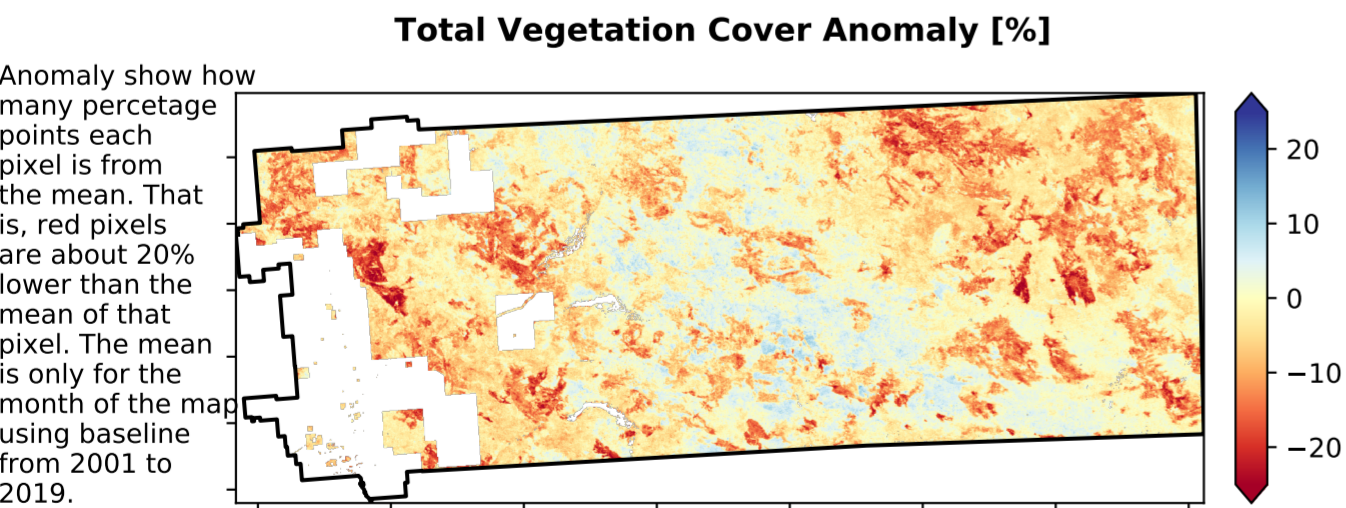 Total Vegetation Cover Anomaly [%]
Anomaly show how
many percetage
points each
pixel is from
the mean. That
is, red pixels
are about 20%
lower than the
mean of that
pixel. The mean
is only for the
month of the map
using baseline
from 2001 to
2019.
20
10
0
−10
−20